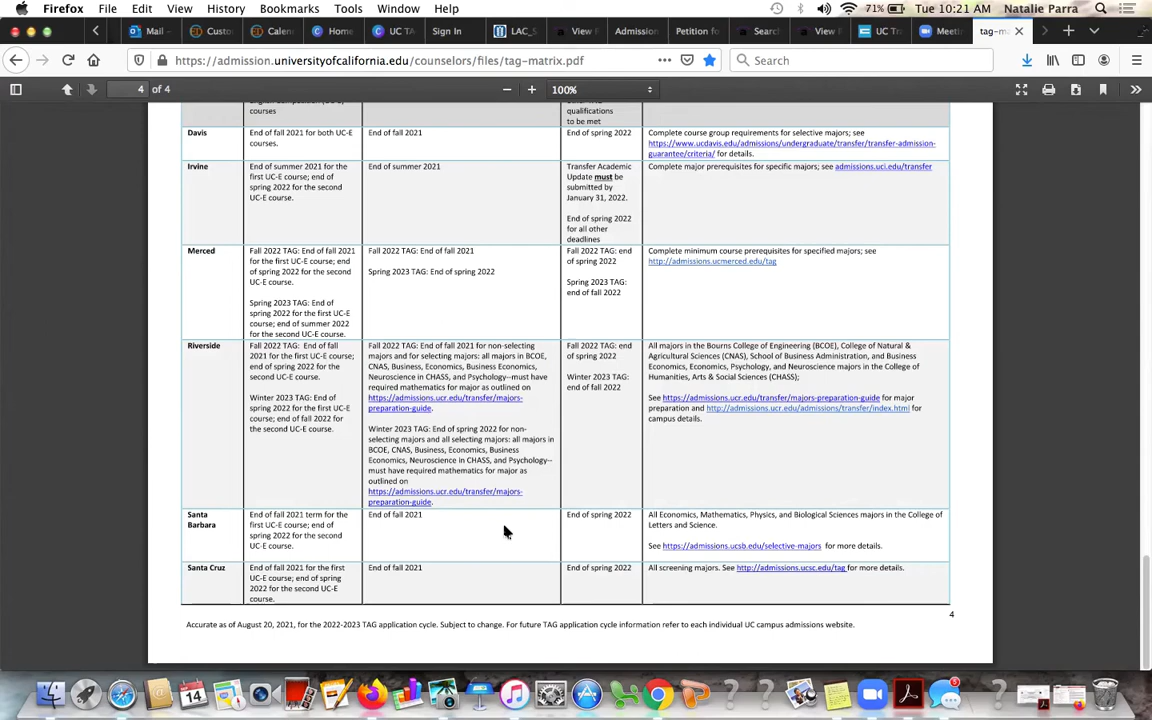 Firefox File Edit View History Bookmarks Tools Window Help 71% Tue 10:21 AM Natalie Parra
Mail - Custo Calen Home UC TA Sign In LAC_S View F Admission Petition fo Search View F UC Tra Meeti tag-ma
https://admission.universityofcalifornia.edu/counselors/files/tag-matrix.pdf Search
4 of 4 100%
courses
qualifications
to be met
Davis
End of fall 2021 for both UC-E
courses.
End of fall 2021
End of spring 2022
Complete course group requirements for selective majors; see
https://www.ucdavis.edu/admissions/undergraduate/transfer/transfer-admission-
guarantee/criteria/ for details.
Irvine
End of summer 2021 for the
first UC-E course; end of
spring 2022 for the second
UC-E course.
End of summer 2021
Transfer Academic
Update must be
submitted by
January 31, 2022.
End of spring 2022
for all other
deadlines
Complete major prerequisites for specific majors; see admissions.uci.edu/transfer
Merced
Fall 2022 TAG: End of fall 2021
for the first UC-E course; end
of spring 2022 for the second
UC-E course.
Spring 2023 TAG: End of
spring 2022 for the first UC-E
course; end of summer 2022
for the second UC-E course.
Fall 2022 TAG: End of fall 2021
Spring 2023 TAG: End of spring 2022
Fall 2022 TAG: end
of spring 2022
Spring 2023 TAG:
end of fall 2022
Complete minimum course prerequisites for specified majors; see
http://admissions.ucmerced.edu/tag
Riverside
Fall 2022 TAG: End of fall
2021 for the first UC-E course;
end of spring 2022 for the
second UC-E course.
Winter 2023 TAG: End of
spring 2022 for the first UC-E
course; end of fall 2022 for
the second UC-E course.
Fall 2022 TAG: End of fall 2021 for non-selecting
majors and for selecting majors: all majors in BCOE,
CNAS, Business, Economics, Business Economics,
Neuroscience in CHASS, and Psychology--must have
required mathematics for major as outlined on
https://admissions.ucr.edu/transfer/majors-
preparation-guide.
Winter 2023 TAG: End of spring 2022 for non-
selecting majors and all selecting majors: all majors in
BCOE, CNAS, Business, Economics, Business
Economics, Neuroscience in CHASS, and Psychology--
must have required mathematics for major as
outlined on
https://admissions.ucr.edu/transfer/majors-
preparation-guide.
Fall 2022 TAG: end
of spring 2022
Winter 2023 TAG:
end of fall 2022
All majors in the Bourns College of Engineering (BCOE), College of Natural &
Agricultural Sciences (CNAS), School of Business Administration, and Business
Economics, Economics, Psychology, and Neuroscience majors in the College of
Humanities, Arts & Social Sciences (CHASS);
See https://admissions.ucr.edu/transfer/majors-preparation-guide for major
preparation and http://admissions.ucr.edu/admissions/transfer/index.html for
campus details.
Santa
Barbara
End of fall 2021 term for the
first UC-E course; end of
spring 2022 for the second
UC-E course.
End of fall 2021
End of spring 2022
All Economics, Mathematics, Physics, and Biological Sciences majors in the College of
Letters and Science.
See https://admissions.ucsb.edu/selective-majors for more details.
Santa Cruz
End of fall 2021 for the first
UC-E course; end of spring
2022 for the second UC-E
course.
End of fall 2021
End of spring 2022
All screening majors. See http://admissions.ucsc.edu/tag for more details.
4
Accurate as of August 20, 2021, for the 2022-2023 TAG application cycle. Subject to change. For future TAG application cycle information refer to each individual UC campus admissions website.
14
5